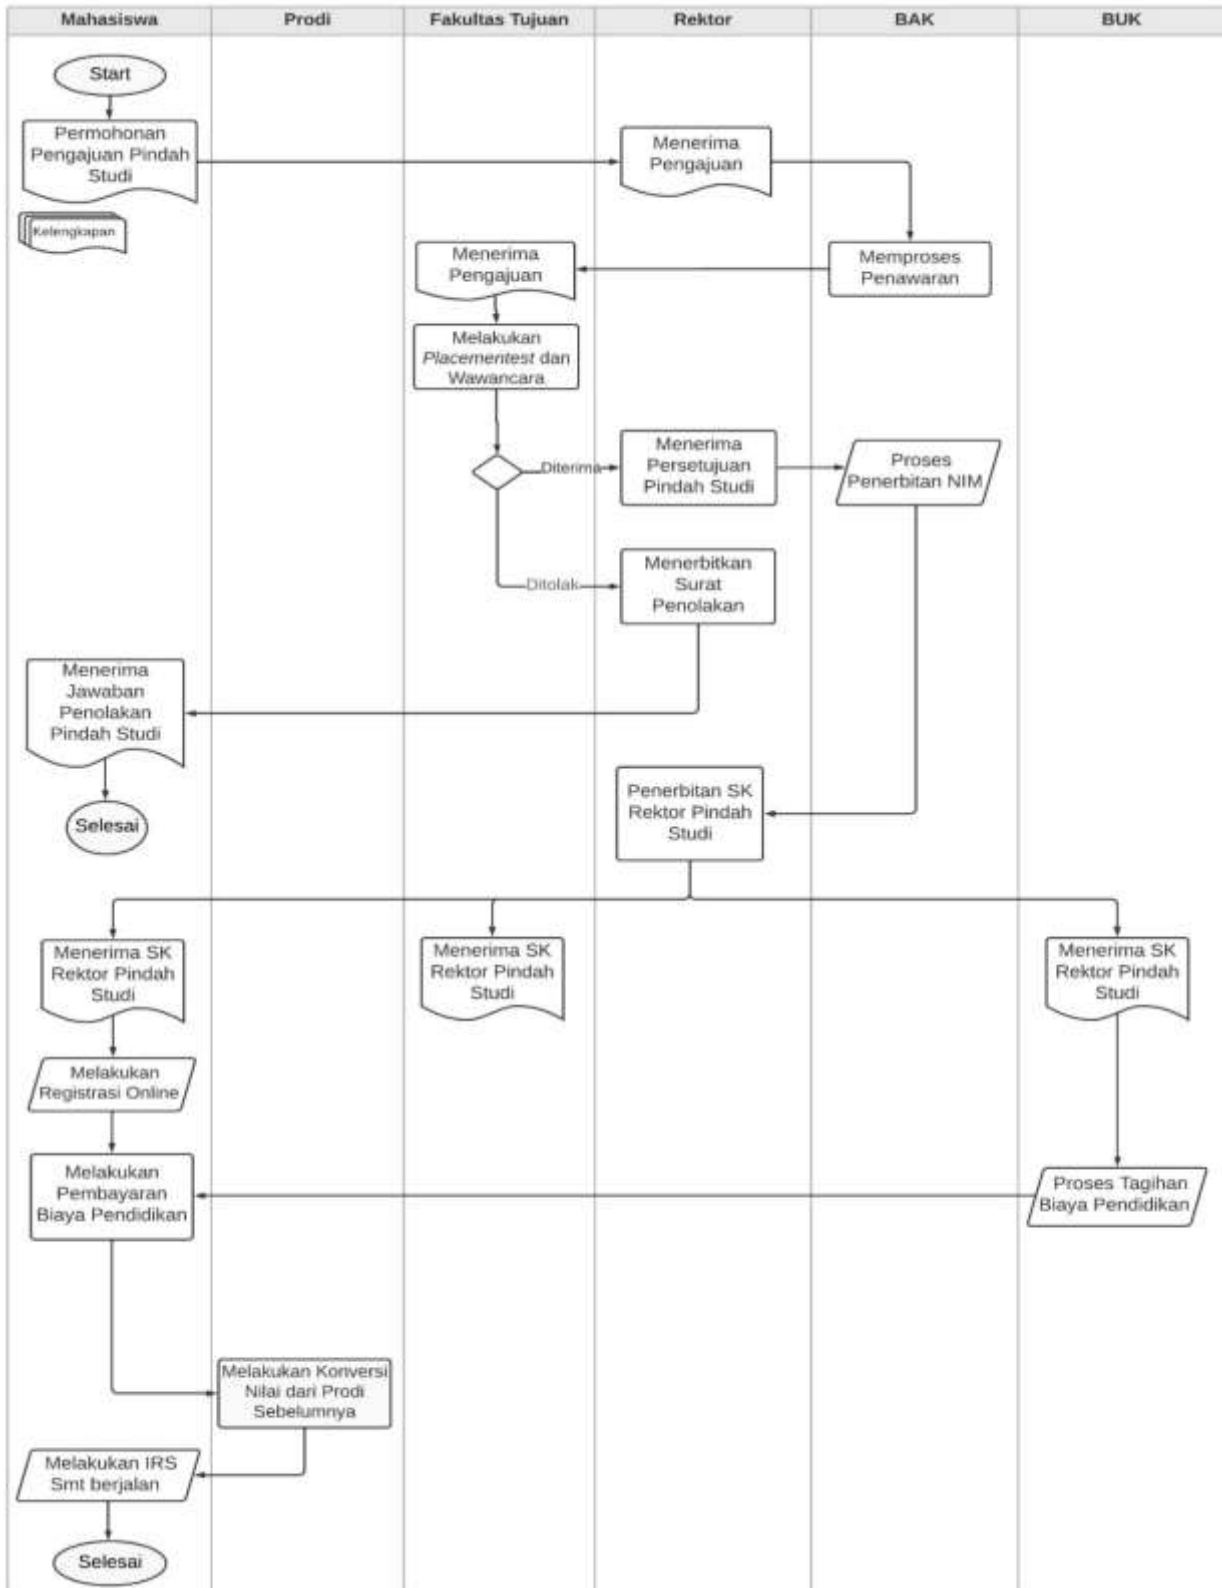 Mahasiswa
Prodi
Fakultas Tujuan
Rektor
BAK
BUK
Start
Permohonan
Pengajuan Pindah
Studi
Menerima
Pengajuan
Kelengkapan
Menerima
Pengajuan
Memproses
Penawaran
Melakukan
Placementest dan
Wawancara
Diterima
Menerima
Persetujuan
Pindah Studi
Proses
Penerbitan NIM
Ditolak
Menerbitkan
Surat
Penolakan
Menerima
Jawaban
Penolakan
Pindah Studi
Selesai
Penerbitan SK
Rektor Pindah
Studi
Menerima SK
Rektor Pindah
Studi
Menerima SK
Rektor Pindah
Studi
Menerima SK
Rektor Pindah
Studi
Melakukan
Registrasi Online
Melakukan
Pembayaran
Biaya Pendidikan
Proses Tagihan
Biaya Pendidikan
Melakukan Konversi
Nilai dari Prodi
Sebelumnya
Melakukan IRS
Smt berjalan
Selesai